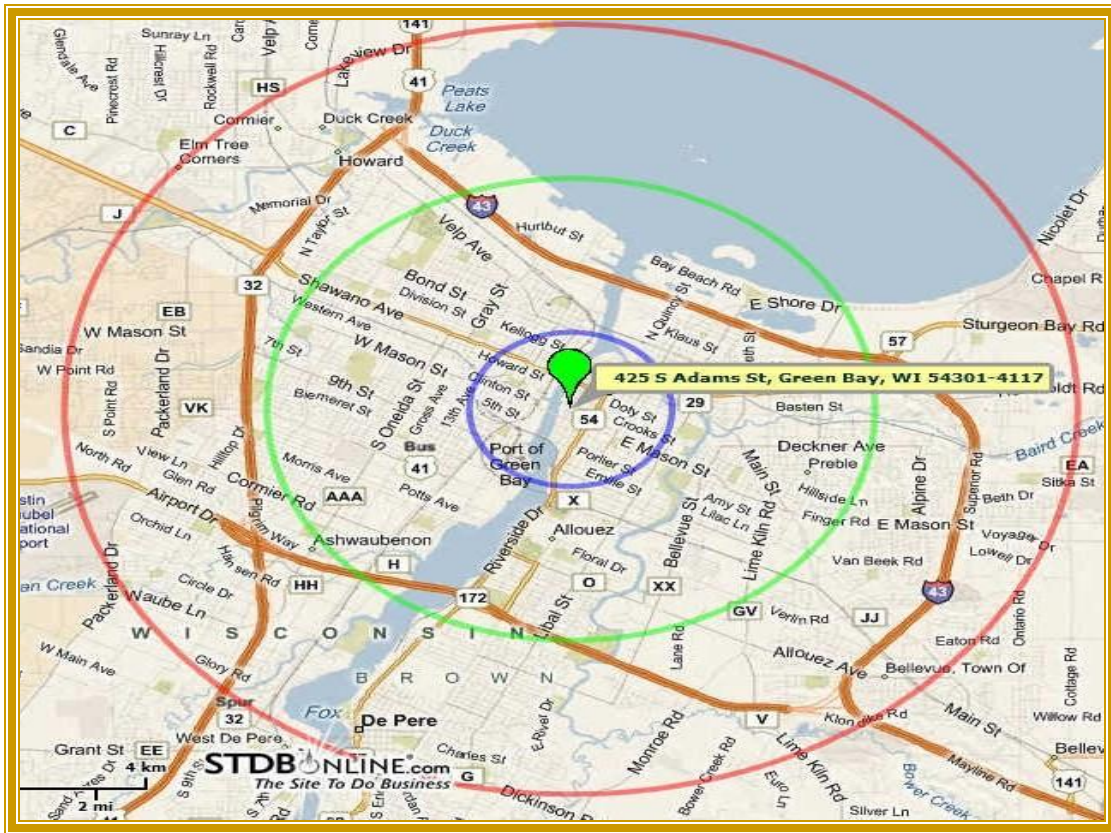 141
Sunray Ln
Glendale Ave
Pinecrest Rd
Hillcrest Dr
Rockwell Rd
Velp
Lakeview Dr
41
HS
Peats
Lake
C
Cormier
Duck Creek
Duck
Creek
Elm Tree
Corners
Howard
Memorial Dr
J
N Taylor St
43
Velp Ave
Hurlbut St
Nicolet Dr
Bay Beach Rd
Chapel R
32
Shawano Ave
Bond St
Division St
Gray St
N Quincy St
E Shore Dr
EB
Western Ave
Kellogg St
Klaus St
57
Sturgeon Bay Rd
W Mason St
7th St
W Mason St
Howard St
Sandia Dr
W Point Rd
Packerland Dr
S Point Rd
9th St
Biemeret St
S Oneida St
Gross Ave
13th Ave
Clinton St
5th St
425 S Adams St, Green Bay, WI 54301-4117
VK
54
Doty St
Crooks St
29
Basten St
Baird Creek
North Rd
View Ln
Glen Rd
Hilltop Dr
Bus
41
Port of
Green
Bay
E Mason St
Porlier St
Emilie St
Main St
Deckner Ave
Preble
EA
Sitka St
Morris Ave
Cormier Rd
AAA
Potts Ave
X
Airport Dr
Orchid Ln
Pilgrim Way
Ashwaubenon
Riverside Dr
Allouez
Bellevue St
Army St
Lilac Ln
Lime Kiln Rd
Hillside Ln
Finger Rd
Alpine Dr
Superior Rd
Beth Dr
E Mason St
Voyager Dr
Lowell Dr
Van Beek Rd
Hansen Rd
H
Floral Dr
O
XX
HH
Packerland Dr
Circle Dr
Waube Ln
172
Libal St
GV
Verlin Rd
JJ
43
Ontario Rd
WISCONSIN
Lane Rd
Eaton Rd
W Main Ave
Glory Rd
BROWN
Allouez Ave
Bellevue, Town Of
Cottage Rd
Spur
32
Fox
De Pere
E River Dr
Monroe Rd
V
Klondike Rd
Main St
Willow Rd
Grant St
EE
West De Pere
Charles St
Bower Creek Rd
Lime Kiln Rd
Mayline Rd
141
4 km
STDBONLINE.com
The Site To Do Business
G
Dickinson
Euro Ln
Bower Creek
2 mi
Silver Ln